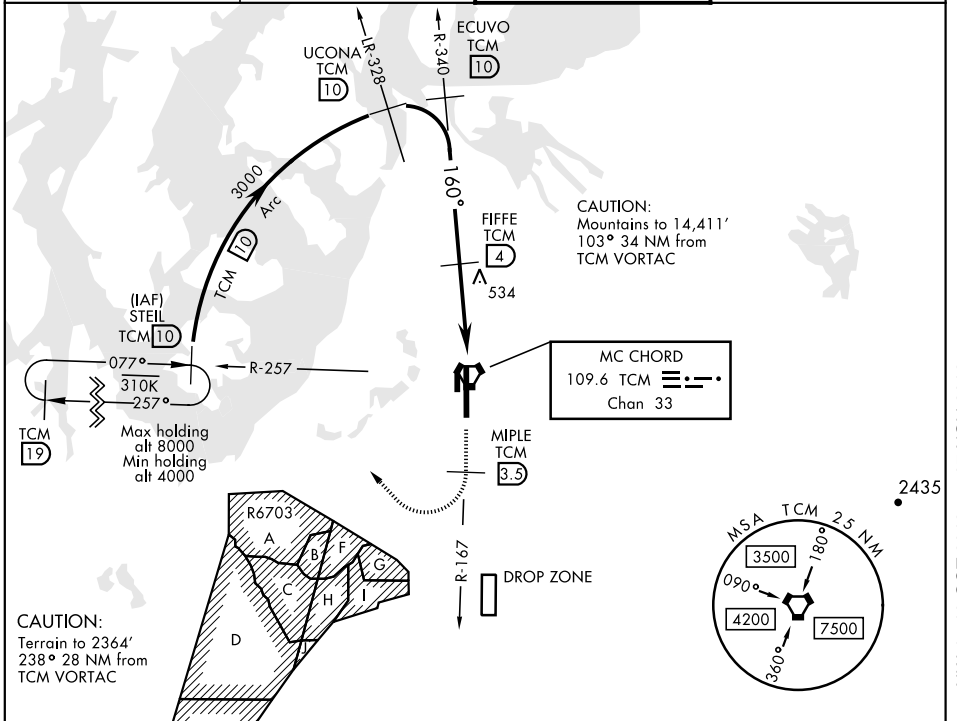 UCONA
TCM
10
LR-328
R-340
ECUVO
TCM
10
3000
Arc
TCM 10
160°
FIFFE
TCM
4
534
CAUTION:
Mountains to 14,411'
103° 34 NM from
TCM VORTAC
(IAF)
STEIL
TCM 10
077°
310K
257°
R-257
TCM
19
Max holding
alt 8000
Min holding
alt 4000
MC CHORD
109.6 TCM
Chan 33
MIPLE
TCM
3.5
R-167
DROP ZONE
R6703
A
B
F
G
C
H
I
D
J
CAUTION:
Terrain to 2364'
238° 28 NM from
TCM VORTAC
2435
MSA TCM 25 NM
3500
180°
090°
4200
7500
360°